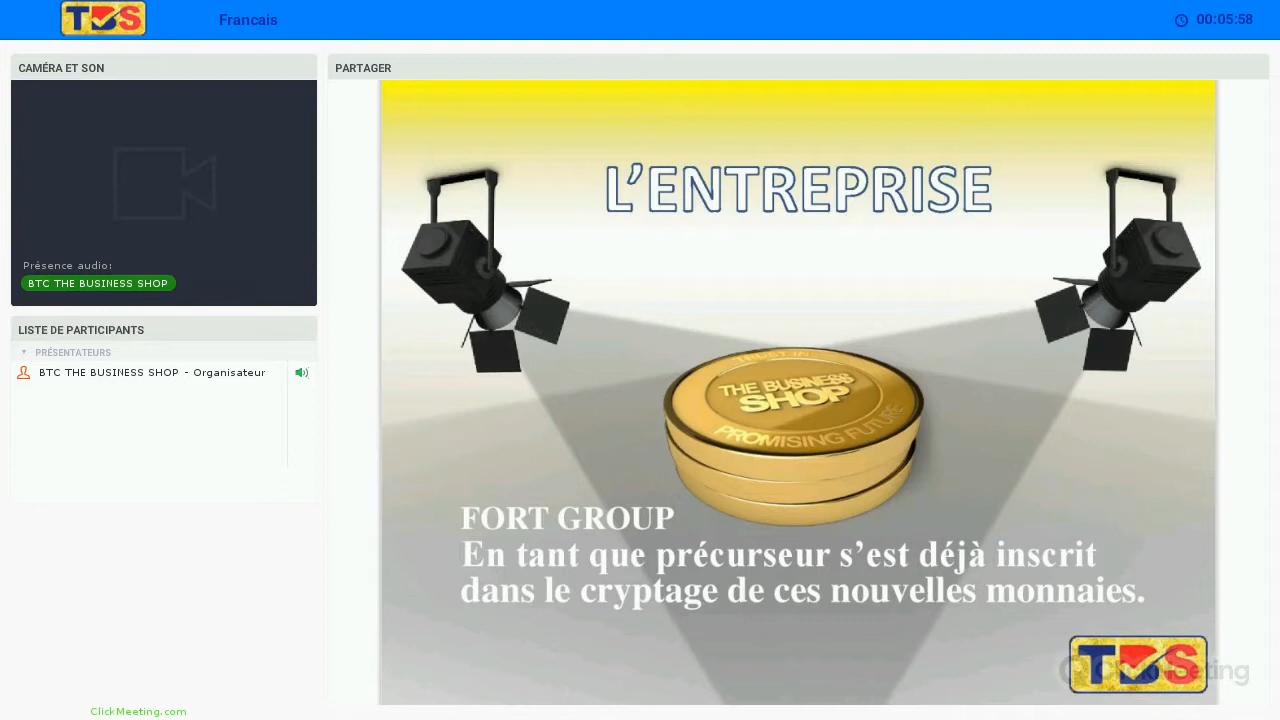 TBS
Francais
00:05:58
CAMÉRA ET SON
PARTAGER
Présence audio:
BTC THE BUSINESS SHOP
LISTE DE PARTICIPANTS
PRÉSENTATEURS
BTC THE BUSINESS SHOP - Organisateur
L'ENTREPRISE
TRUST IN
THE BUSINESS
SHOP
PROMISING FUTURE
FORT GROUP
En tant que précurseur s'est déjà inscrit
dans le cryptage de ces nouvelles monnaies.
TBS
ClickMeeting
ClickMeeting.com